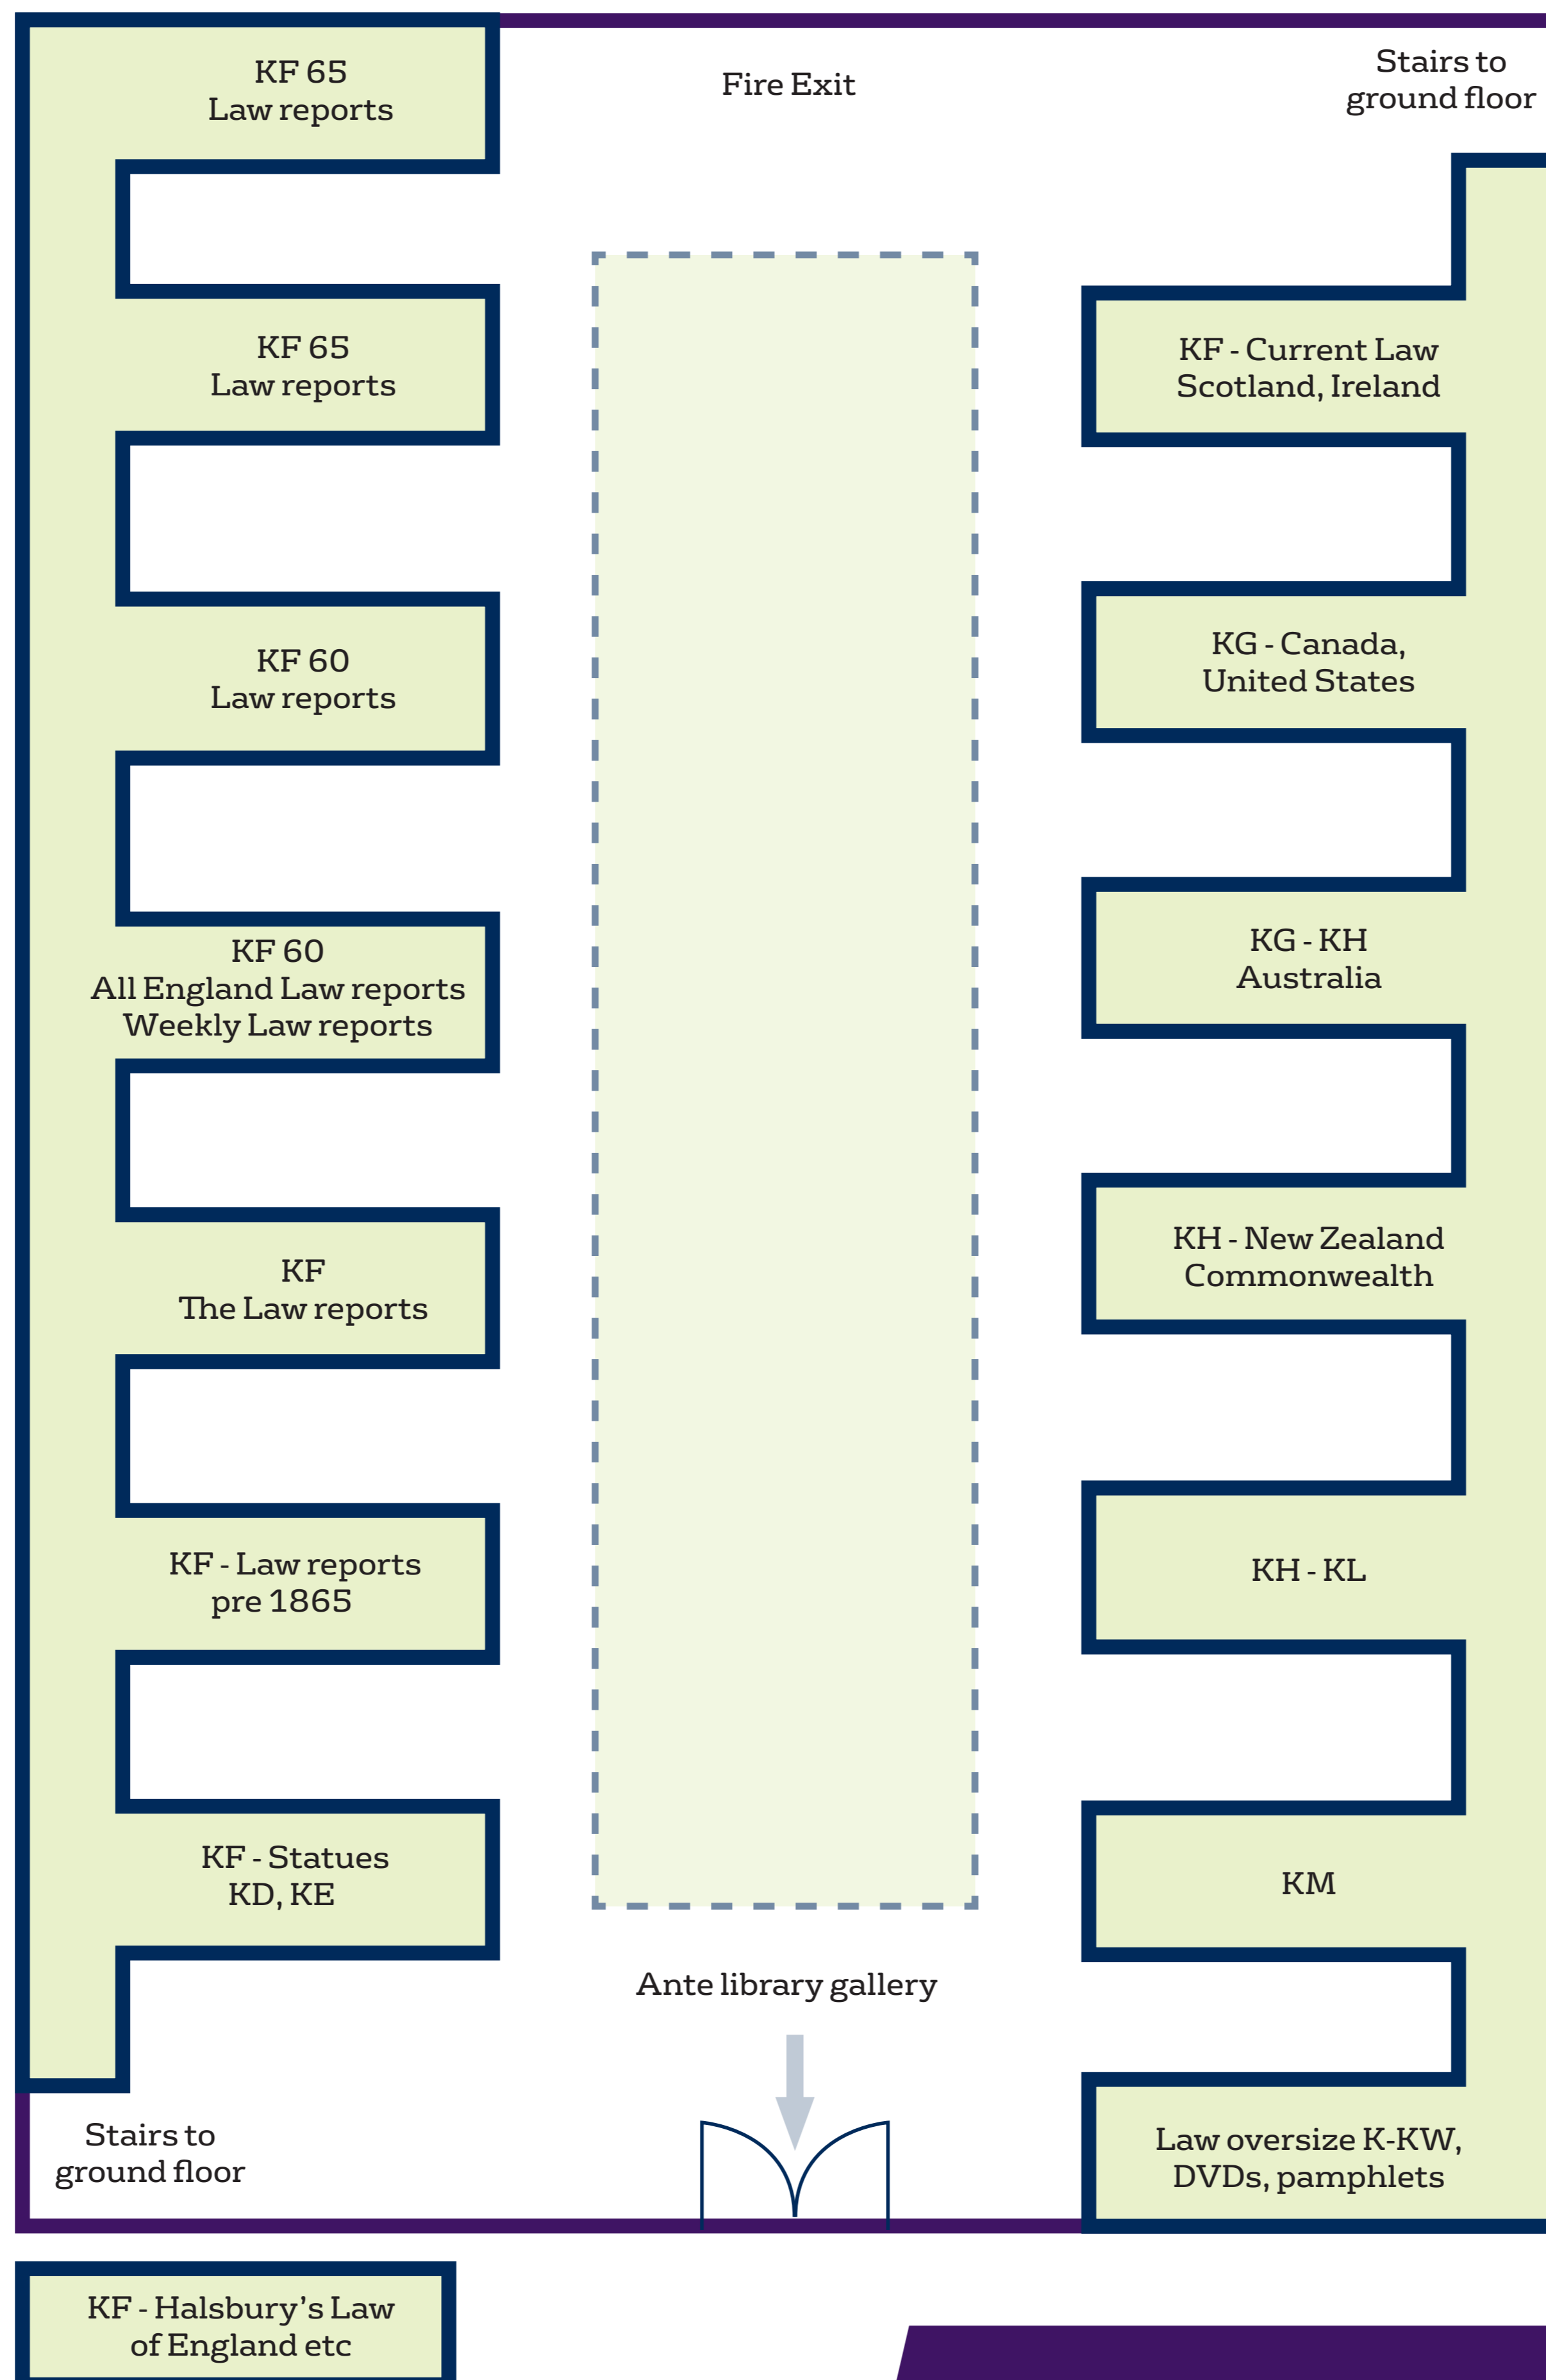 KF 65
Law reports
Fire Exit
Stairs to
ground floor
KF 65
Law reports
KF - Current Law
Scotland, Ireland
KF 60
Law reports
KG - Canada,
United States
KF 60
All England Law reports
Weekly Law reports
KG - KH
Australia
KF
The Law reports
KH - New Zealand
Commonwealth
KF - Law reports
pre 1865
KH - KL
KF - Statues
KD, KE
KM
Ante library gallery
Stairs to
ground floor
Law oversize K-KW,
DVDs, pamphlets
KF - Halsbury’s Law
of England etc